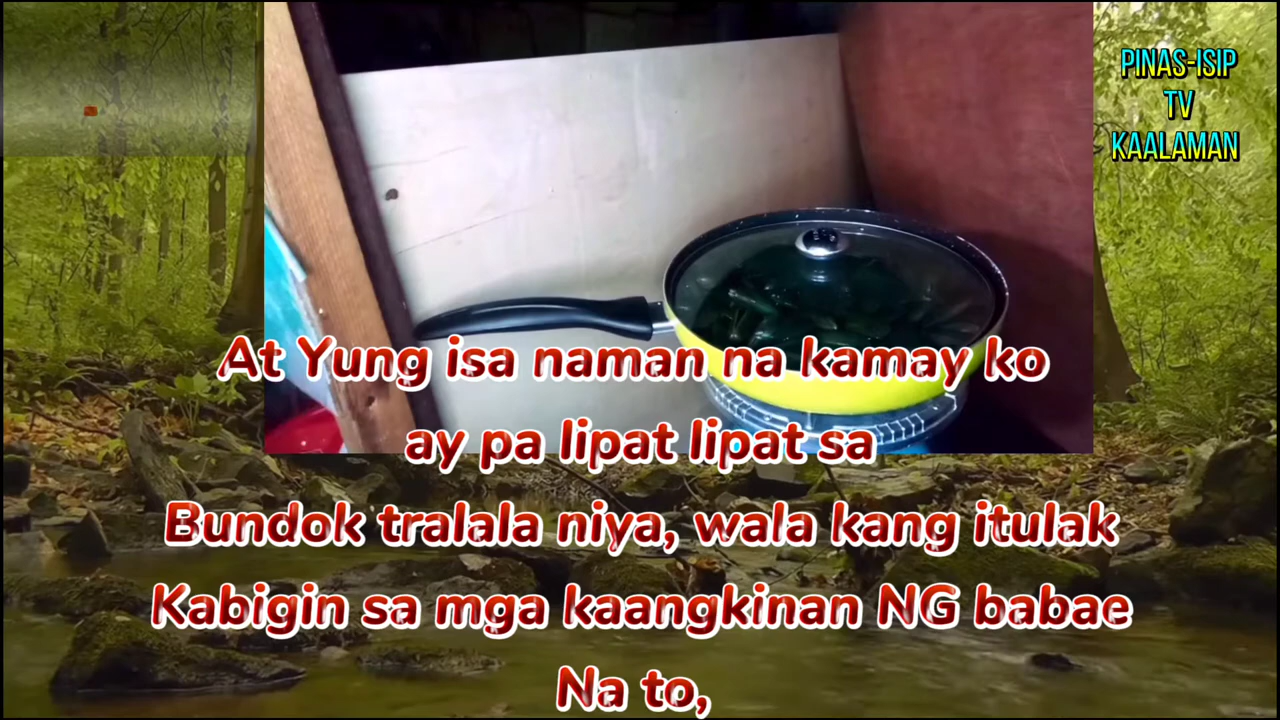 PINAS-ISIP
TV
KAALAMAN
At Yung isa naman na kamay ko
ay pa lipat lipat sa
Bundok tralala niya, wala kang itulak
Kabigin sa mga kaangkinan NG babae
Na to,